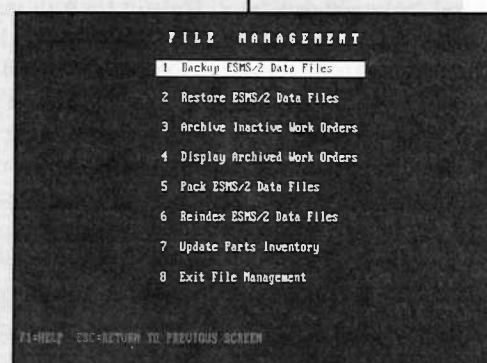 FILE MANAGEMENT
1 Backup ESMS/2 Data Files
2 Restore ESMS/2 Data Files
3 Archive Inactive Work Orders
4 Display Archived Work Orders
5 Pack ESMS/2 Data Files
6 Reindex ESMS/2 Data Files
7 Update Parts Inventory
8 Exit File Management
F1=HELP ESC=RETURN TO PREVIOUS SCREEN